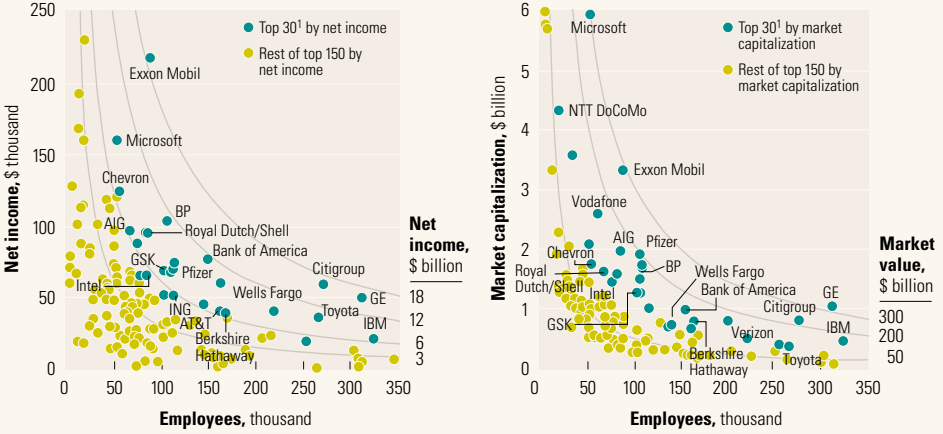 Net income, $ thousand
250
200
150
100
50
0
Top 30¹ by net income
Rest of top 150 by
net income
Exxon Mobil
Microsoft
Chevron
BP
AIG
Royal Dutch/Shell
Bank of America
GSK
Pfizer
Citigroup
Intel
Wells Fargo
GE
ING
Toyota
AT&T
IBM
Berkshire
Hathaway
Net
income,
$ billion
18
12
6
3
0
50
100
150
200
250
300
350
Employees, thousand
Market capitalization, $ billion
6
5
4
3
2
1
0
Top 30¹ by market
capitalization
Rest of top 150 by
market capitalization
Microsoft
NTT DoCoMo
Exxon Mobil
Vodafone
AIG
Pfizer
Chevron
BP
Royal
Dutch/Shell
Wells Fargo
Intel
Bank of America
GE
Citigroup
GSK
IBM
Verizon
Berkshire
Hathaway
Toyota
Market
value,
$ billion
300
200
50
0
50
100
150
200
250
300
350
Employees, thousand